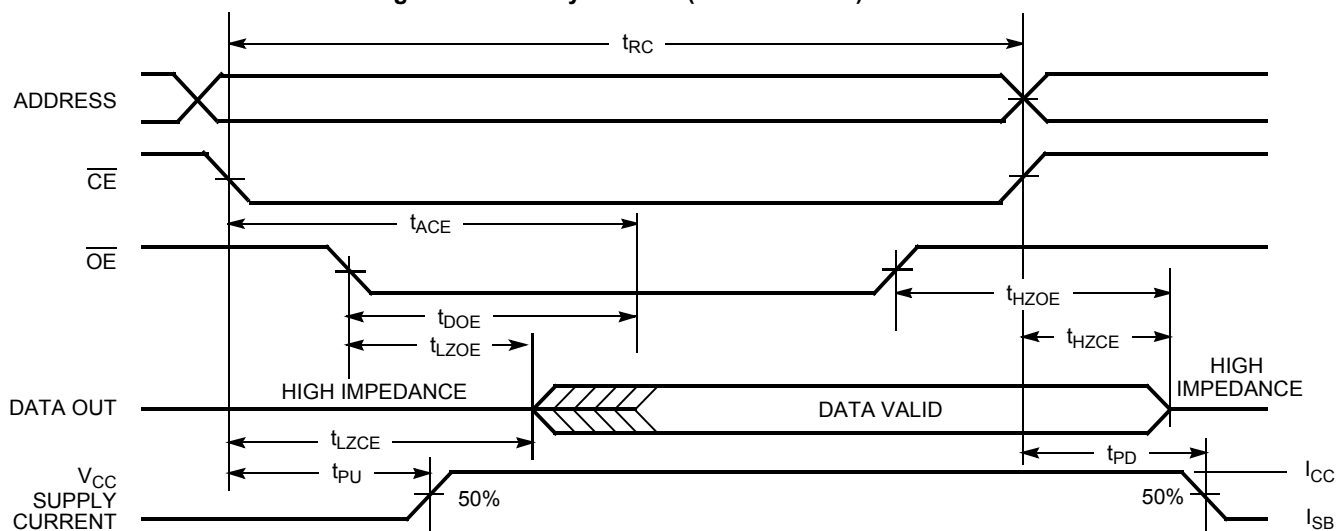 tRC
ADDRESS
CE
tACE
OE
tHZOE
tDOE
tLZOE
tHZCE
HIGH IMPEDANCE
HIGH
IMPEDANCE
DATA OUT
DATA VALID
tLZCE
tPD
tPU
VCC
SUPPLY
CURRENT
50%
50%
ICC
ISB